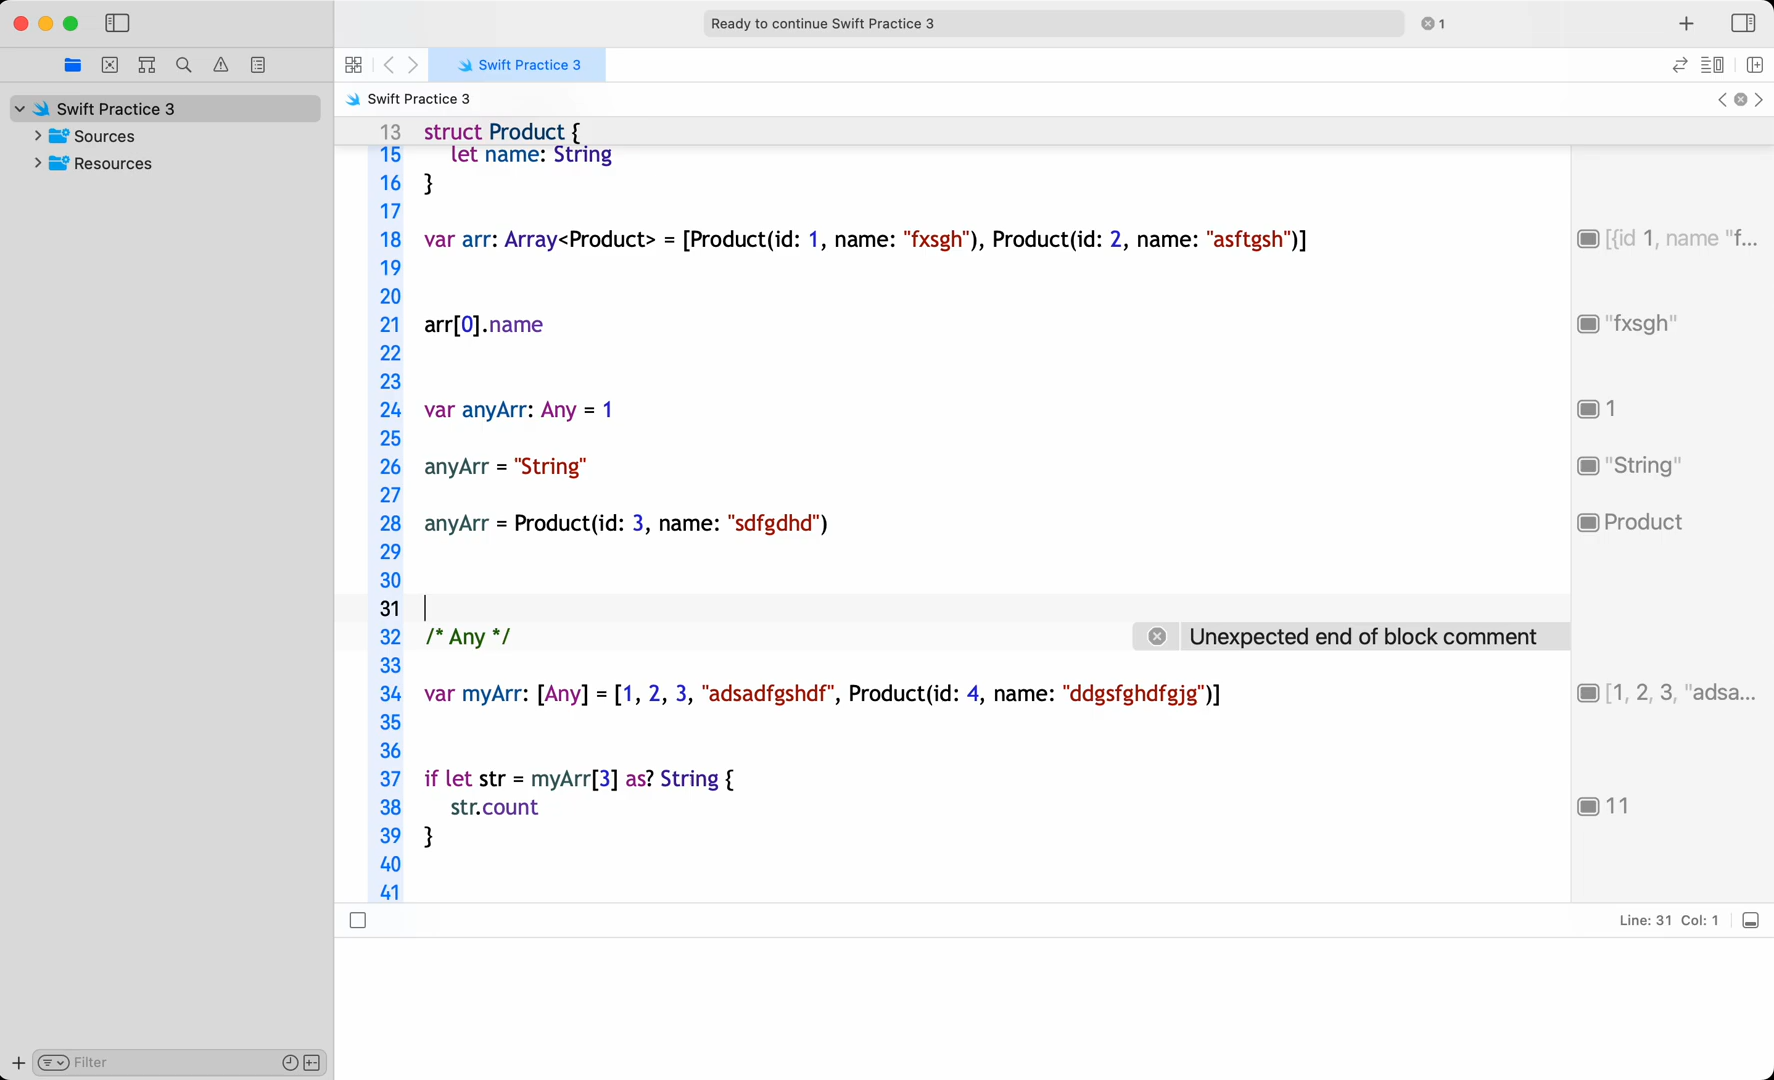 Ready to continue Swift Practice 3
1
Swift Practice 3
Swift Practice 3
Sources
Resources
Swift Practice 3
13 struct Product {
15 let name: String
16 }
17
18 var arr: Array<Product> = [Product(id: 1, name: "fxsgh"), Product(id: 2, name: "asftgsh")]
[{id 1, name "f...
19
20
21 arr[0].name
"fxsgh"
22
23
24 var anyArr: Any = 1
1
25
26 anyArr = "String"
"String"
27
28 anyArr = Product(id: 3, name: "sdfgdhd")
Product
29
30
31
32 /* Any */
Unexpected end of block comment
33
34 var myArr: [Any] = [1, 2, 3, "adsadfgshdf", Product(id: 4, name: "ddgsfghdfgjg")]
[1, 2, 3, "adsa...
35
36
37 if let str = myArr[3] as? String {
38 str.count
11
39 }
40
41
Line: 31 Col: 1
Filter